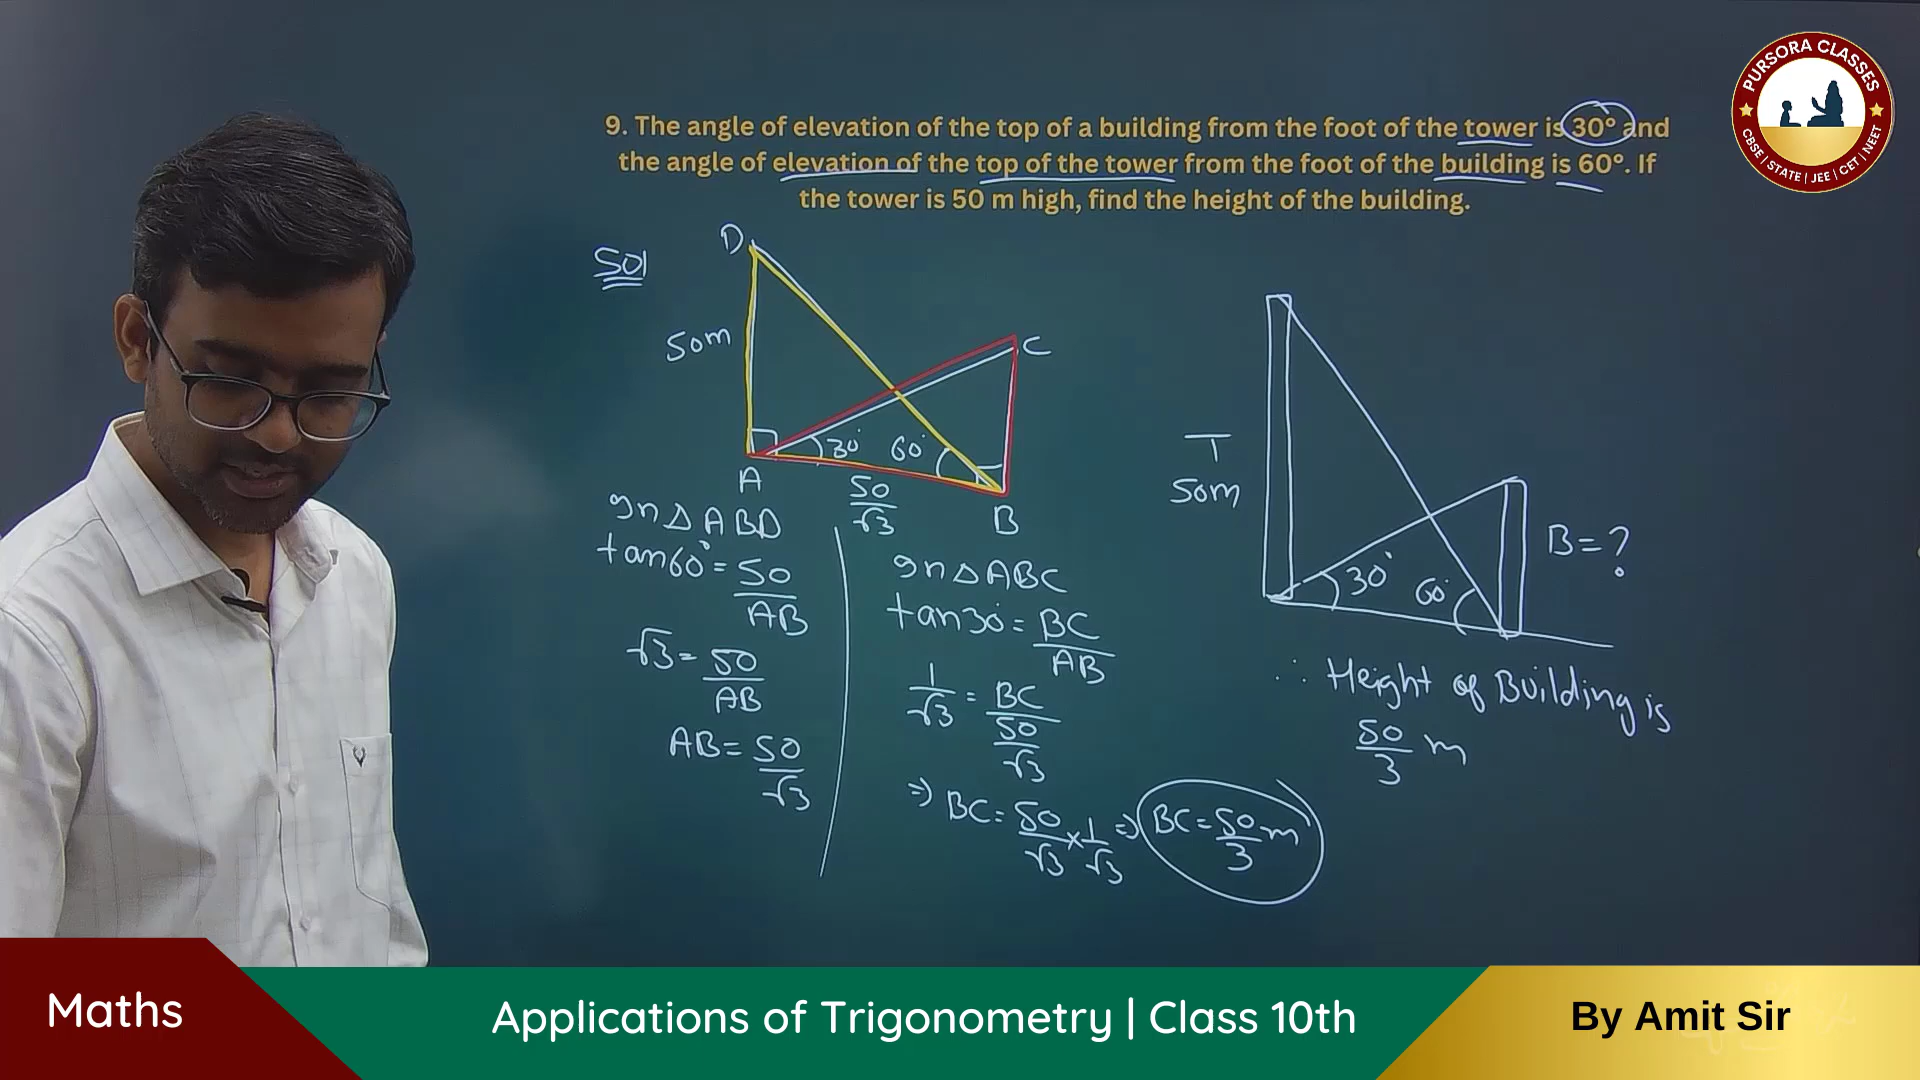 PURSORA CLASSES
CBSE | STATE | JEE | CET | NEET
9. The angle of elevation of the top of a building from the foot of the tower is 30° and
the angle of elevation of the top of the tower from the foot of the building is 60°. If
the tower is 50 m high, find the height of the building.
Sol
D
50m
C
30°
60°
A
50/√3
B
In △ ABD
tan60° = 50/AB
√3 = 50/AB
AB = 50/√3
In △ ABC
tan30° = BC/AB
1/√3 = BC/(50/√3)
⇒ BC = 50/√3 × 1/√3 ⇒ BC = 50/3 m
T
50m
30°
60°
B = ?
∴ Height of Building is
50/3 m
Maths
Applications of Trigonometry | Class 10th
By Amit Sir